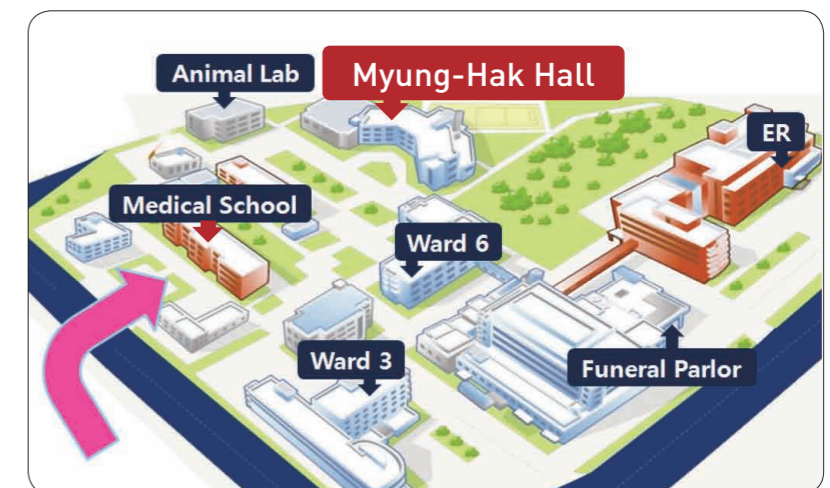 Animal Lab
Myung-Hak Hall
ER
Medical School
Ward 6
Ward 3
Funeral Parlor